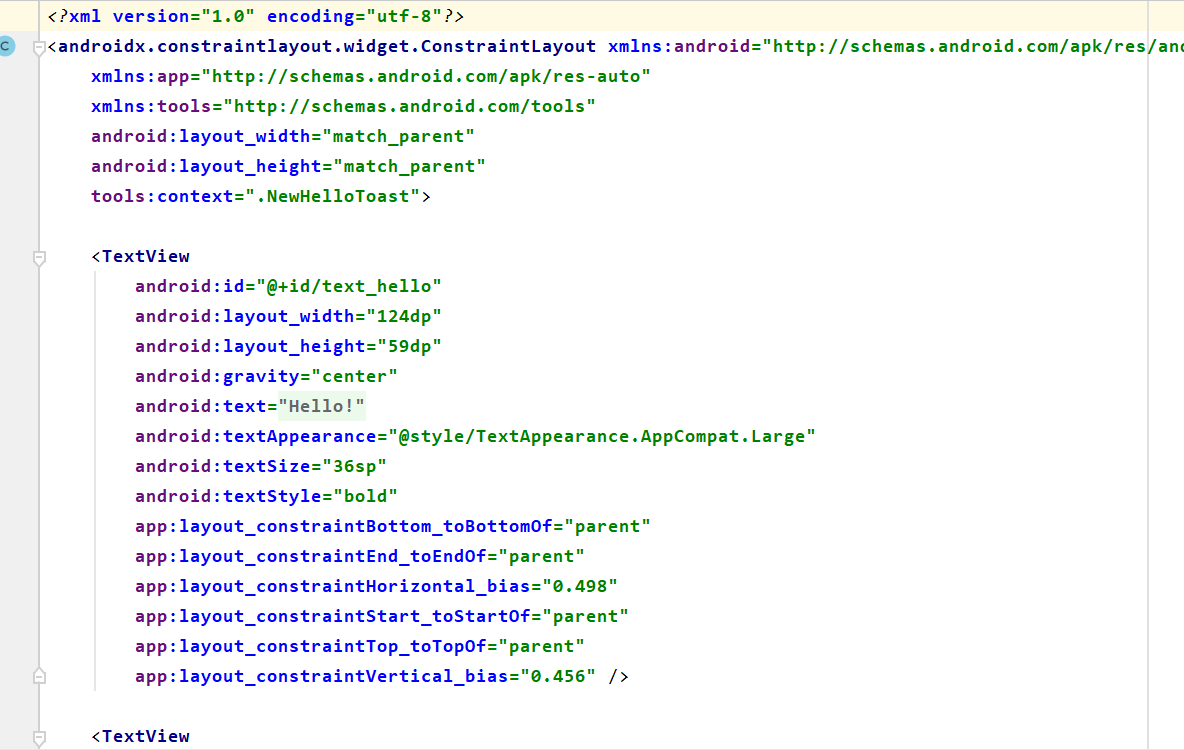 <?xml version="1.0" encoding="utf-8"?>
C
<androidx.constraintlayout.widget.ConstraintLayout xmlns:android="http://schemas.android.com/apk/res/and
xmlns:app="http://schemas.android.com/apk/res-auto"
xmlns:tools="http://schemas.android.com/tools"
android:layout_width="match_parent"
android:layout_height="match_parent"
tools:context=".NewHelloToast">
<TextView
android:id="@+id/text_hello"
android:layout_width="124dp"
android:layout_height="59dp"
android:gravity="center"
android:text="Hello!"
android:textAppearance="@style/TextAppearance.AppCompat.Large"
android:textSize="36sp"
android:textStyle="bold"
app:layout_constraintBottom_toBottomOf="parent"
app:layout_constraintEnd_toEndOf="parent"
app:layout_constraintHorizontal_bias="0.498"
app:layout_constraintStart_toStartOf="parent"
app:layout_constraintTop_toTopOf="parent"
app:layout_constraintVertical_bias="0.456" />
<TextView